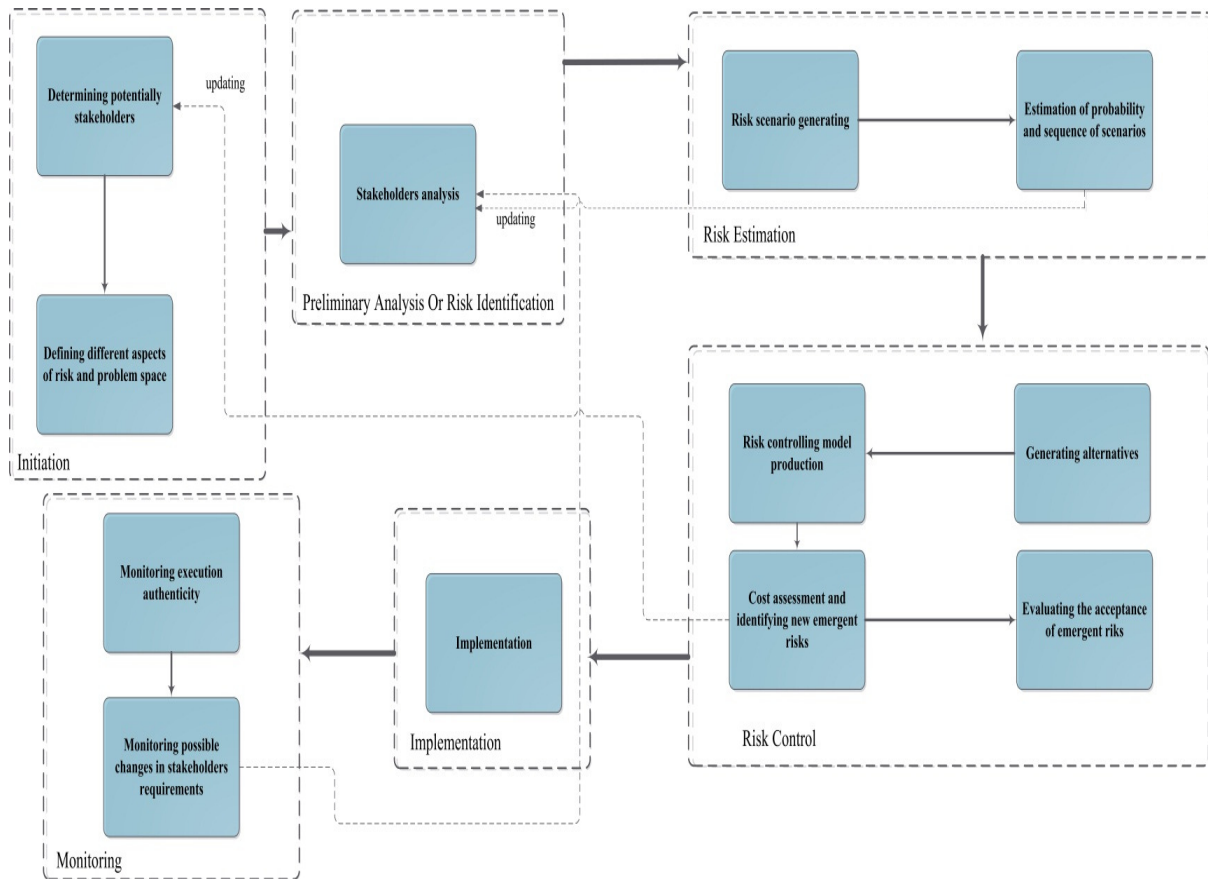 Determining potentially
stakeholders
updating
Defining different aspects
of risk and problem space
Initiation
Stakeholders analysis
updating
Preliminary Analysis Or Risk Identification
Risk scenario generating
Estimation of probability
and sequence of scenarios
Risk Estimation
Risk controlling model
production
Generating alternatives
Cost assessment and
identifying new emergent
risks
Evaluating the acceptance
of emergent riks
Risk Control
Implementation
Implementation
Monitoring execution
authenticity
Monitoring possible
changes in stakeholders
requirements
Monitoring